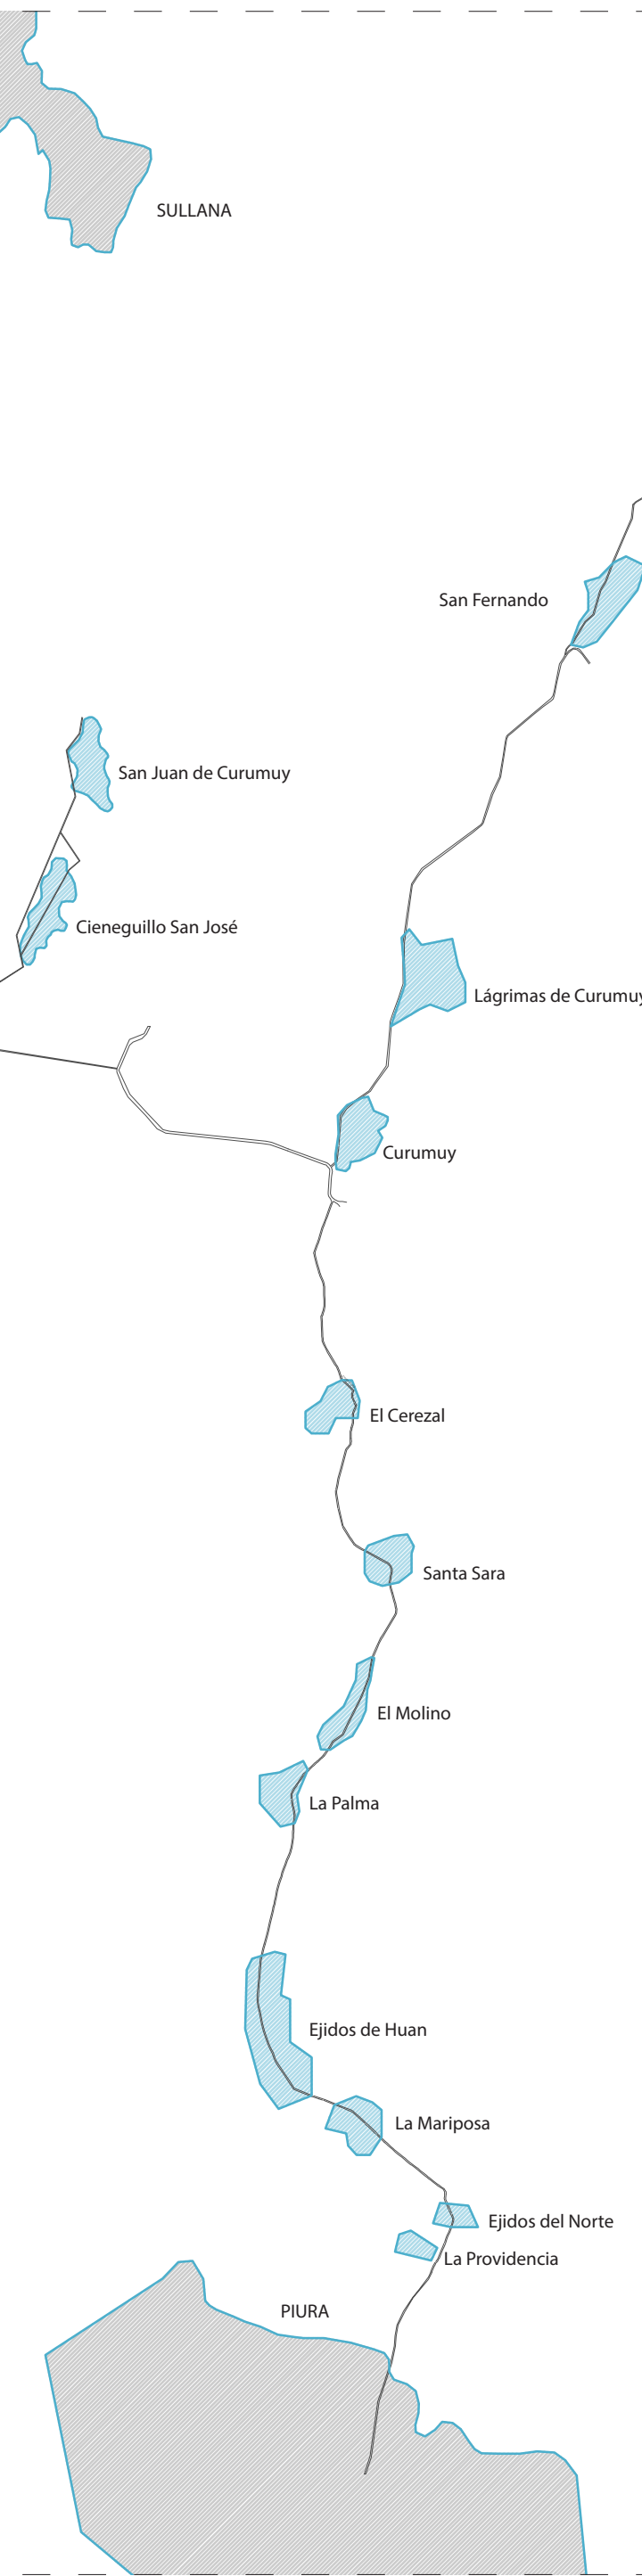 SULLANA
San Fernando
San Juan de Curumuy
Cieneguillo San José
Lágrimas de Curumuy
Curumuy
El Cerezal
Santa Sara
El Molino
La Palma
Ejidos de Huan
La Mariposa
Ejidos del Norte
La Providencia
PIURA